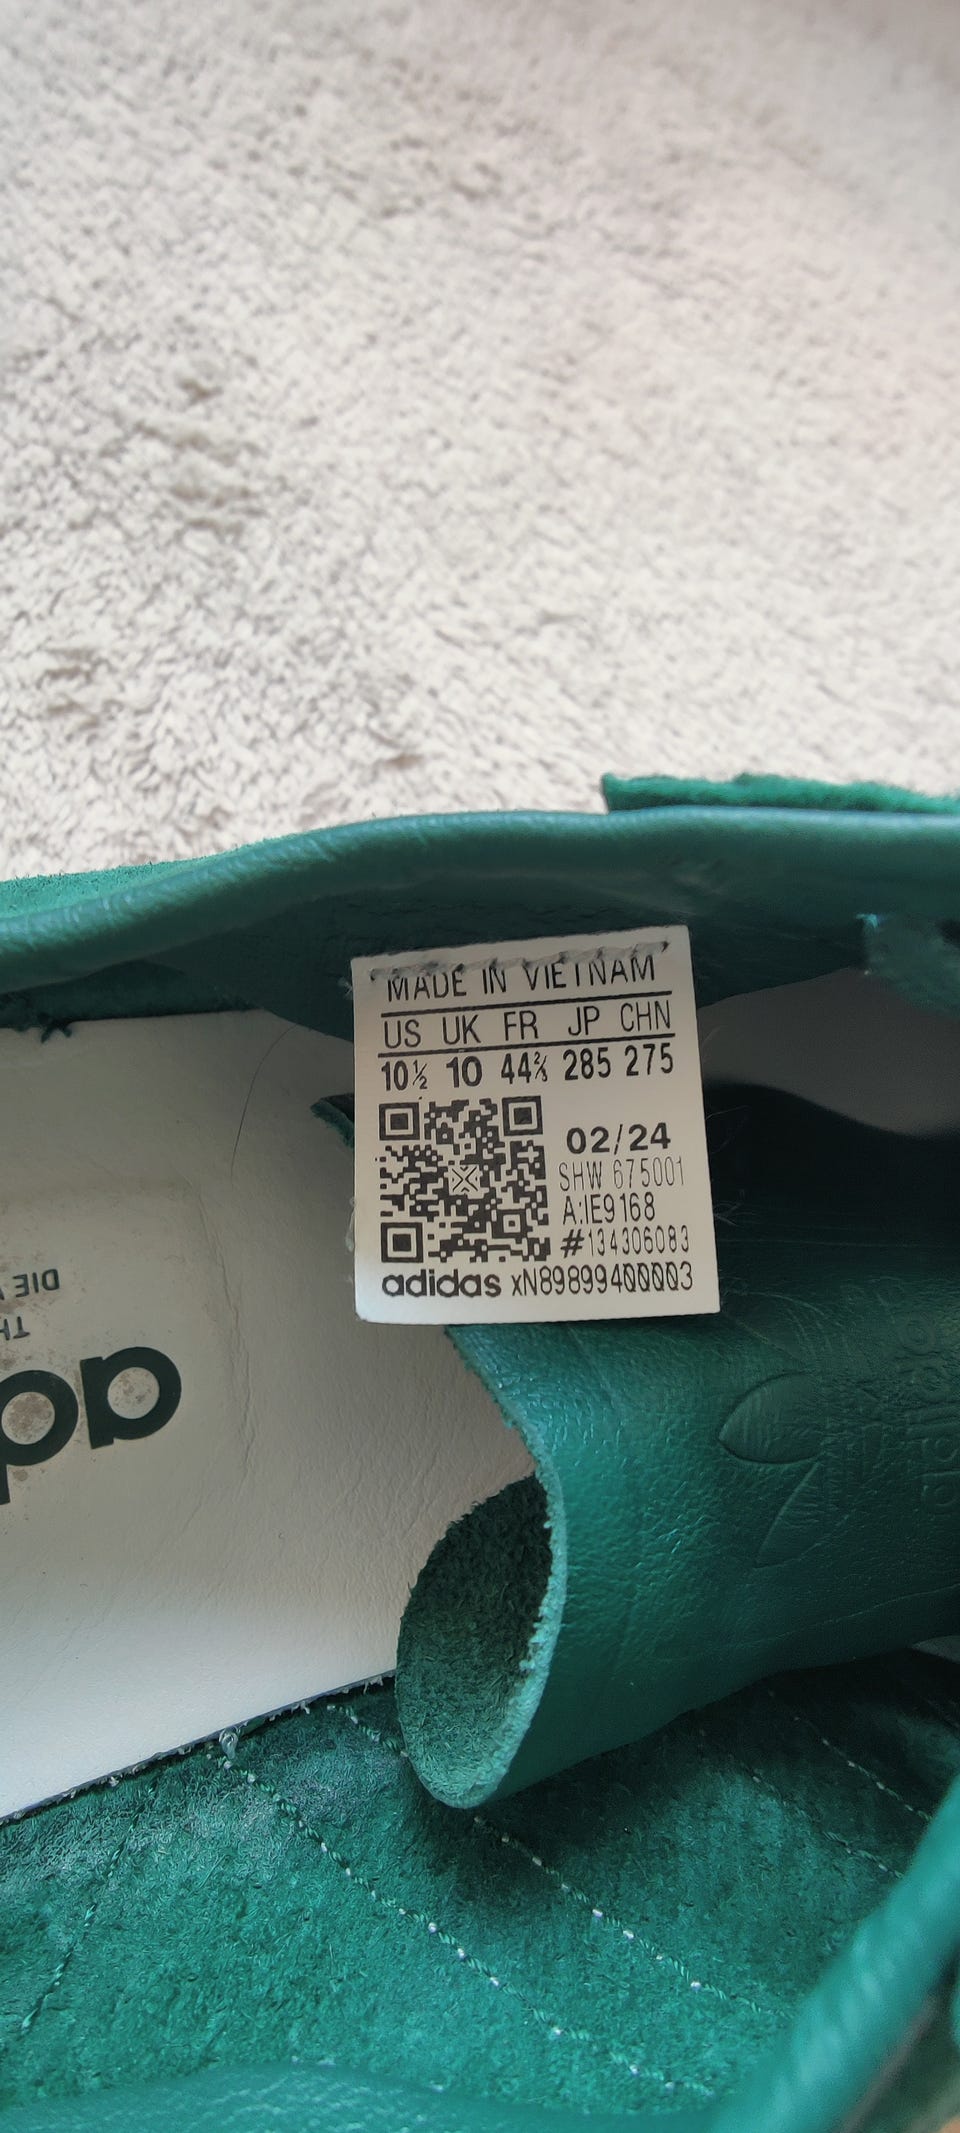 MADE IN VIETNAM
US UK FR JP CHN
10½ 10 44⅔ 285 275
02/24
SHW 675001
A:IE9168
#134306083
adidas xN89899400003
DIE